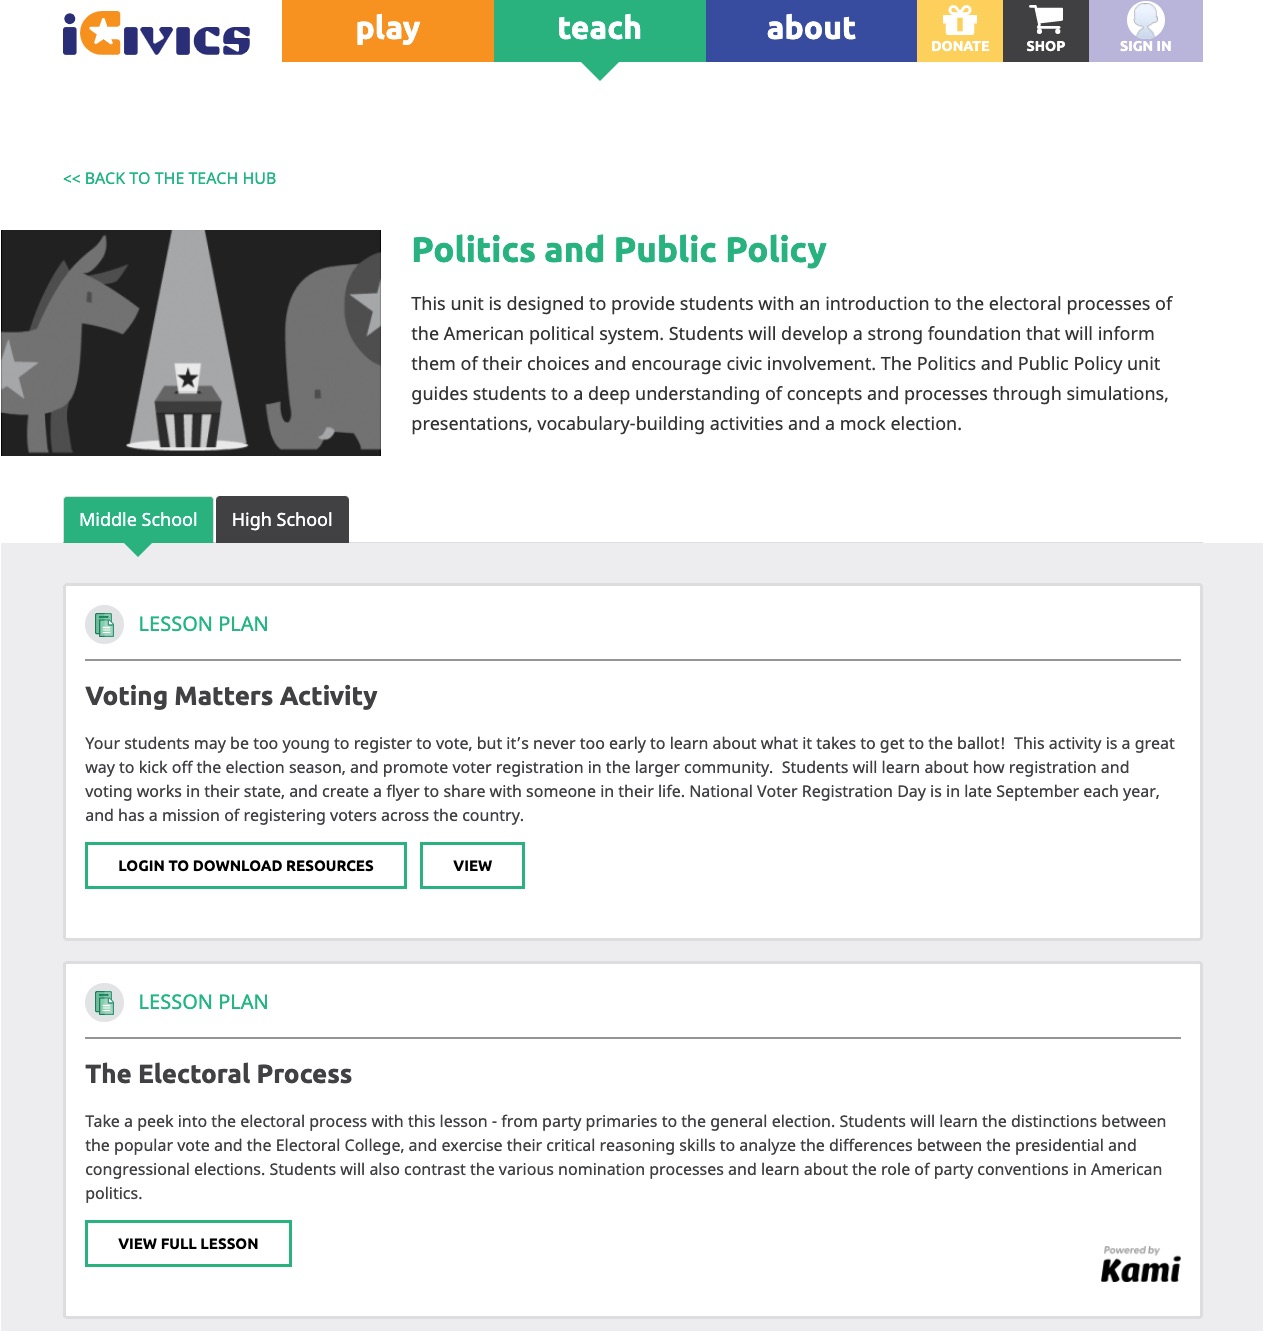 iCivics
play
teach
about
DONATE
SHOP
SIGN IN
<< BACK TO THE TEACH HUB
Politics and Public Policy
This unit is designed to provide students with an introduction to the electoral processes of
the American political system. Students will develop a strong foundation that will inform
them of their choices and encourage civic involvement. The Politics and Public Policy unit
guides students to a deep understanding of concepts and processes through simulations,
presentations, vocabulary-building activities and a mock election.
Middle School
High School
LESSON PLAN
Voting Matters Activity
Your students may be too young to register to vote, but it’s never too early to learn about what it takes to get to the ballot!  This activity is a great
way to kick off the election season, and promote voter registration in the larger community.  Students will learn about how registration and
voting works in their state, and create a flyer to share with someone in their life. National Voter Registration Day is in late September each year,
and has a mission of registering voters across the country.
LOGIN TO DOWNLOAD RESOURCES
VIEW
LESSON PLAN
The Electoral Process
Take a peek into the electoral process with this lesson - from party primaries to the general election. Students will learn the distinctions between
the popular vote and the Electoral College, and exercise their critical reasoning skills to analyze the differences between the presidential and
congressional elections. Students will also contrast the various nomination processes and learn about the role of party conventions in American
politics.
VIEW FULL LESSON
Powered by
Kami